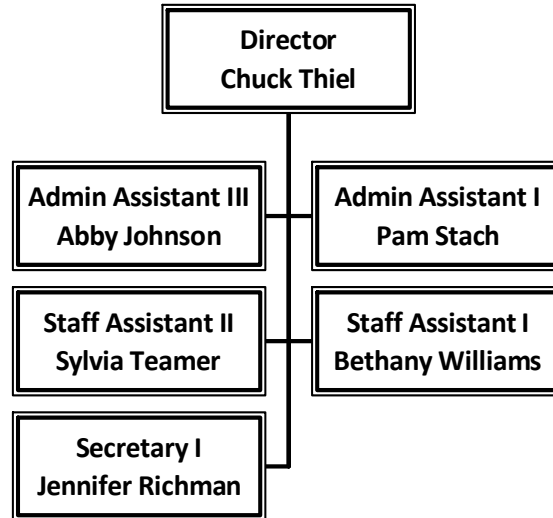 Director
Chuck Thiel
Admin Assistant III
Abby Johnson
Admin Assistant I
Pam Stach
Staff Assistant II
Sylvia Teamer
Staff Assistant I
Bethany Williams
Secretary I
Jennifer Richman